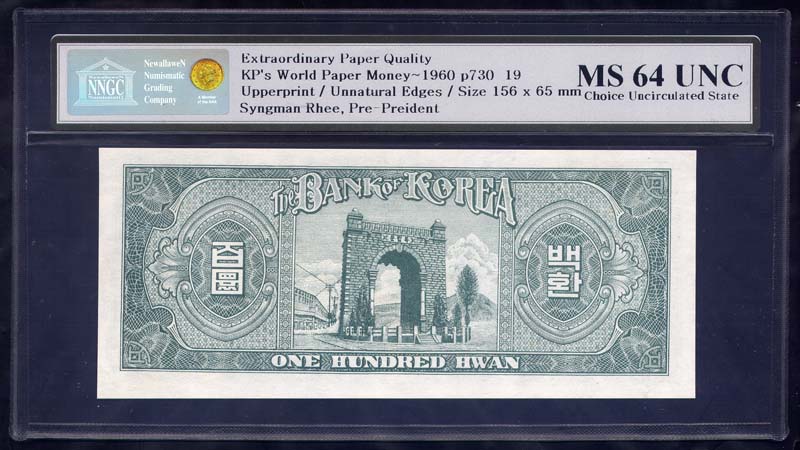 NewallaweN
Numismatic
Grading
Company
NNGC
Extraordinary Paper Quality
KP's World Paper Money~1960 p730 19
Upperprint / Unnatural Edges / Size 156 x 65 mm
Syngman Rhee, Pre-Preident
MS 64 UNC
Choice Uncirculated State
The BANK OF KOREA
百圜
백환
ONE HUNDRED HWAN